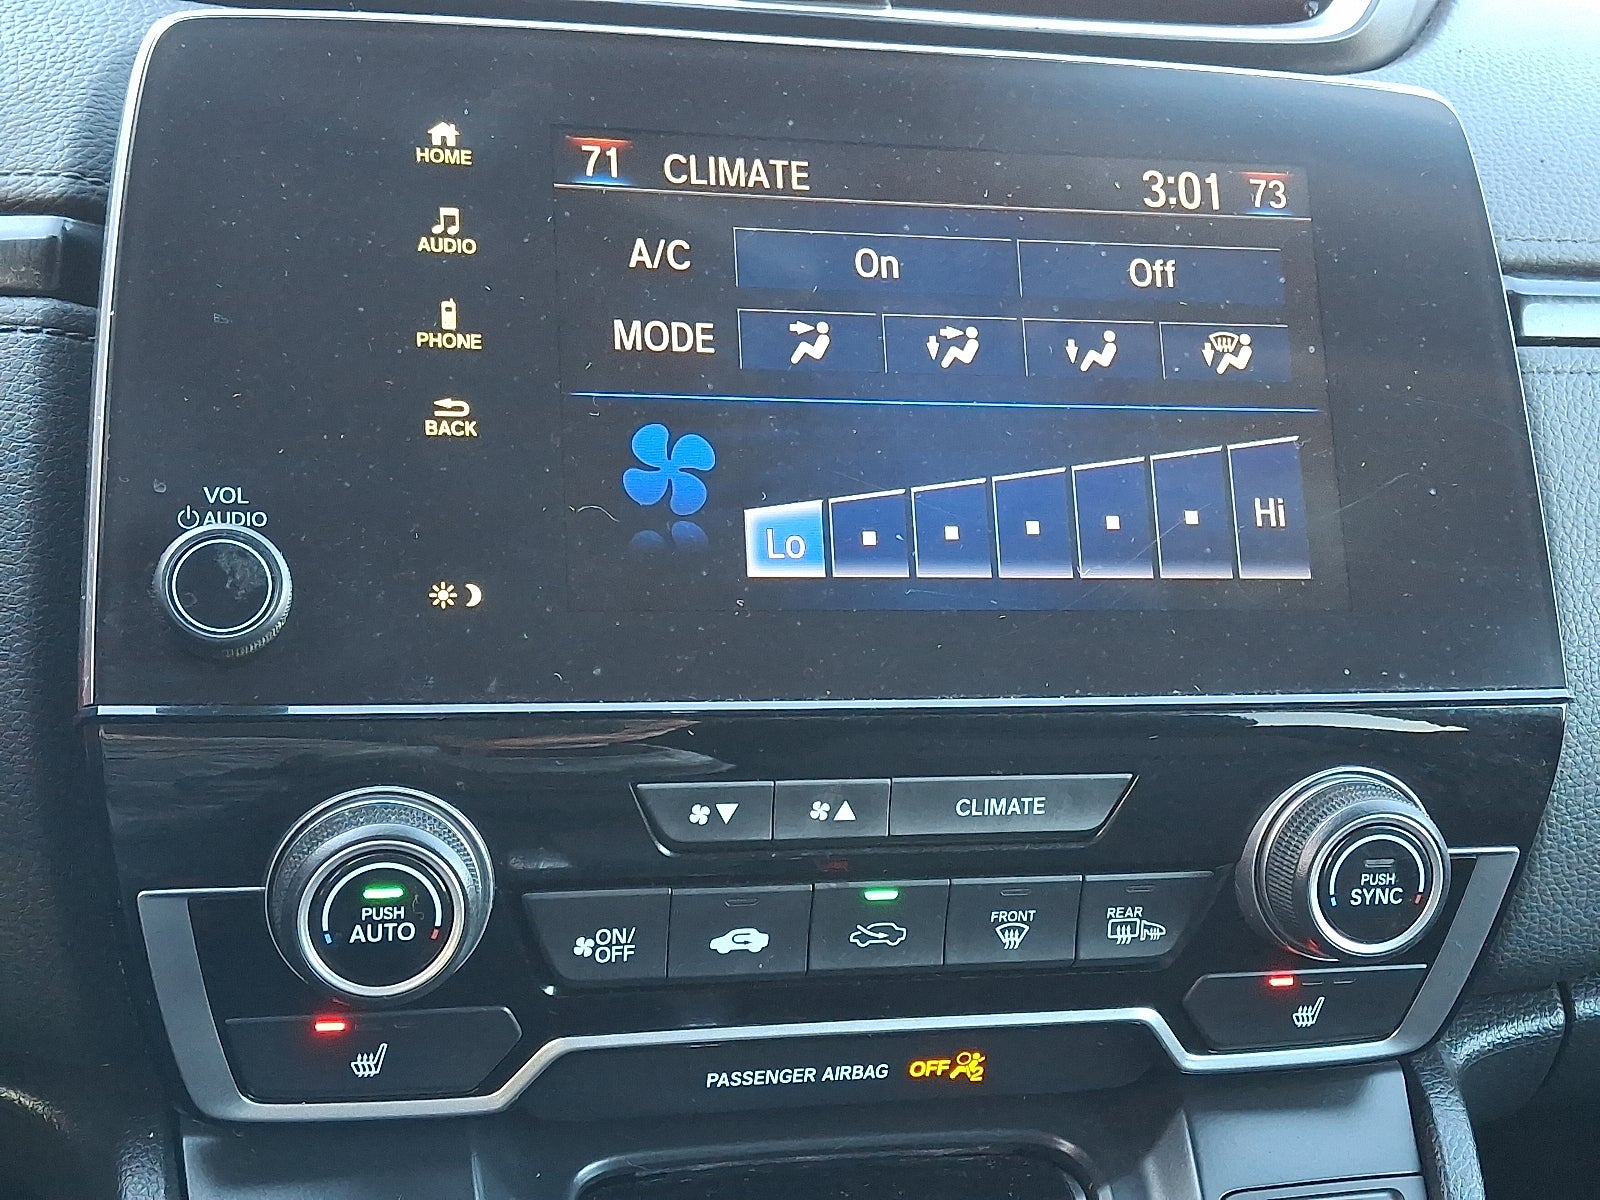 HOME
AUDIO
PHONE
BACK
VOL
AUDIO
71 CLIMATE 3:01 73
A/C On Off
MODE
Lo Hi
CLIMATE
PUSH
AUTO
ON/
OFF
FRONT
REAR
PUSH
SYNC
PASSENGER AIRBAG OFF 2